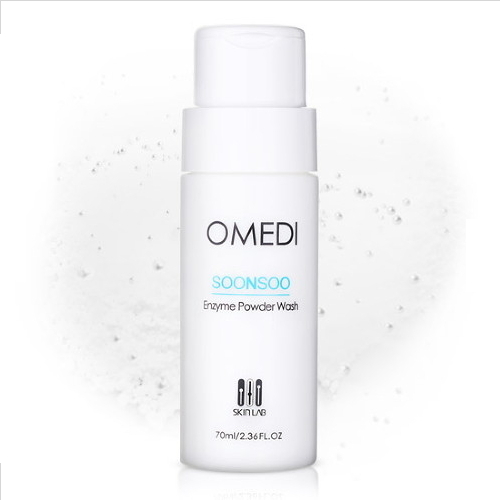 OMEDI
SOONSOO
Enzyme Powder Wash
SKIN LAB
70ml/2.36FL.OZ